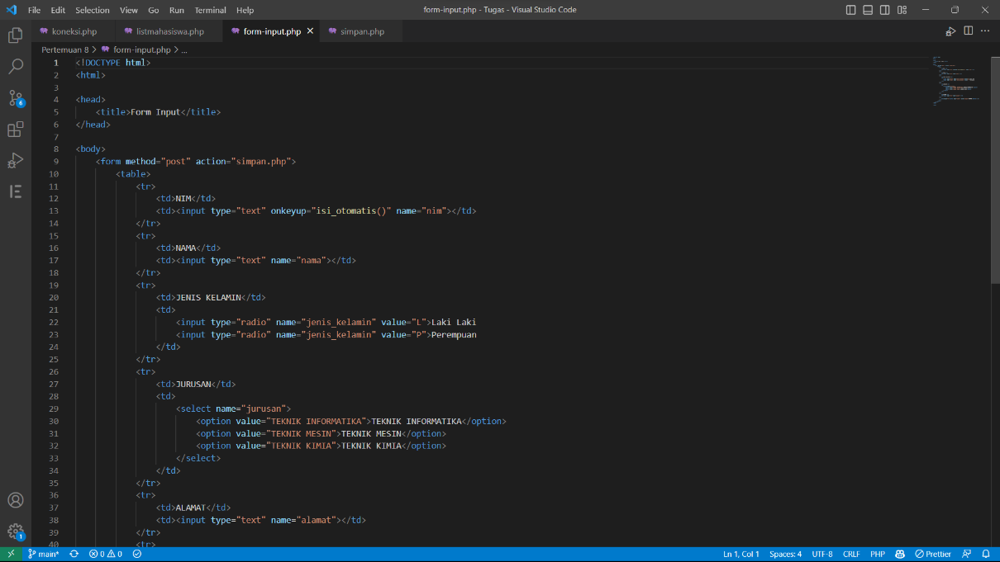 File Edit Selection View Go Run Terminal Help form-input.php - Tugas - Visual Studio Code
koneksi.php listmahasiswa.php form-input.php simpan.php
Pertemuan 8 > form-input.php > ...
1 <!DOCTYPE html>
2 <html>
3
4 <head>
5 <title>Form Input</title>
6 </head>
7
8 <body>
9 <form method="post" action="simpan.php">
10 <table>
11 <tr>
12 <td>NIM</td>
13 <td><input type="text" onkeyup="isi_otomatis()" name="nim"></td>
14 </tr>
15 <tr>
16 <td>NAMA</td>
17 <td><input type="text" name="nama"></td>
18 </tr>
19 <tr>
20 <td>JENIS KELAMIN</td>
21 <td>
22 <input type="radio" name="jenis_kelamin" value="L">Laki Laki
23 <input type="radio" name="jenis_kelamin" value="P">Perempuan
24 </td>
25 </tr>
26 <tr>
27 <td>JURUSAN</td>
28 <td>
29 <select name="jurusan">
30 <option value="TEKNIK INFORMATIKA">TEKNIK INFORMATIKA</option>
31 <option value="TEKNIK MESIN">TEKNIK MESIN</option>
32 <option value="TEKNIK KIMIA">TEKNIK KIMIA</option>
33 </select>
34 </td>
35 </tr>
36 <tr>
37 <td>ALAMAT</td>
38 <td><input type="text" name="alamat"></td>
39 </tr>
40 <tr>
6
1
main* 0 0 Ln 1, Col 1 Spaces: 4 UTF-8 CRLF PHP Prettier